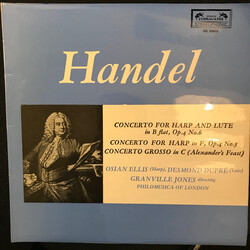 Handel
CONCERTO FOR HARP AND LUTE
in B flat, Op.4 No.6
CONCERTO FOR HARP in F, Op.4 No.5
CONCERTO GROSSO in C (Alexander's Feast)
OSIAN ELLIS (Harp), DESMOND DUPRÉ (Lute)
GRANVILLE JONES directing
PHILOMUSICA OF LONDON